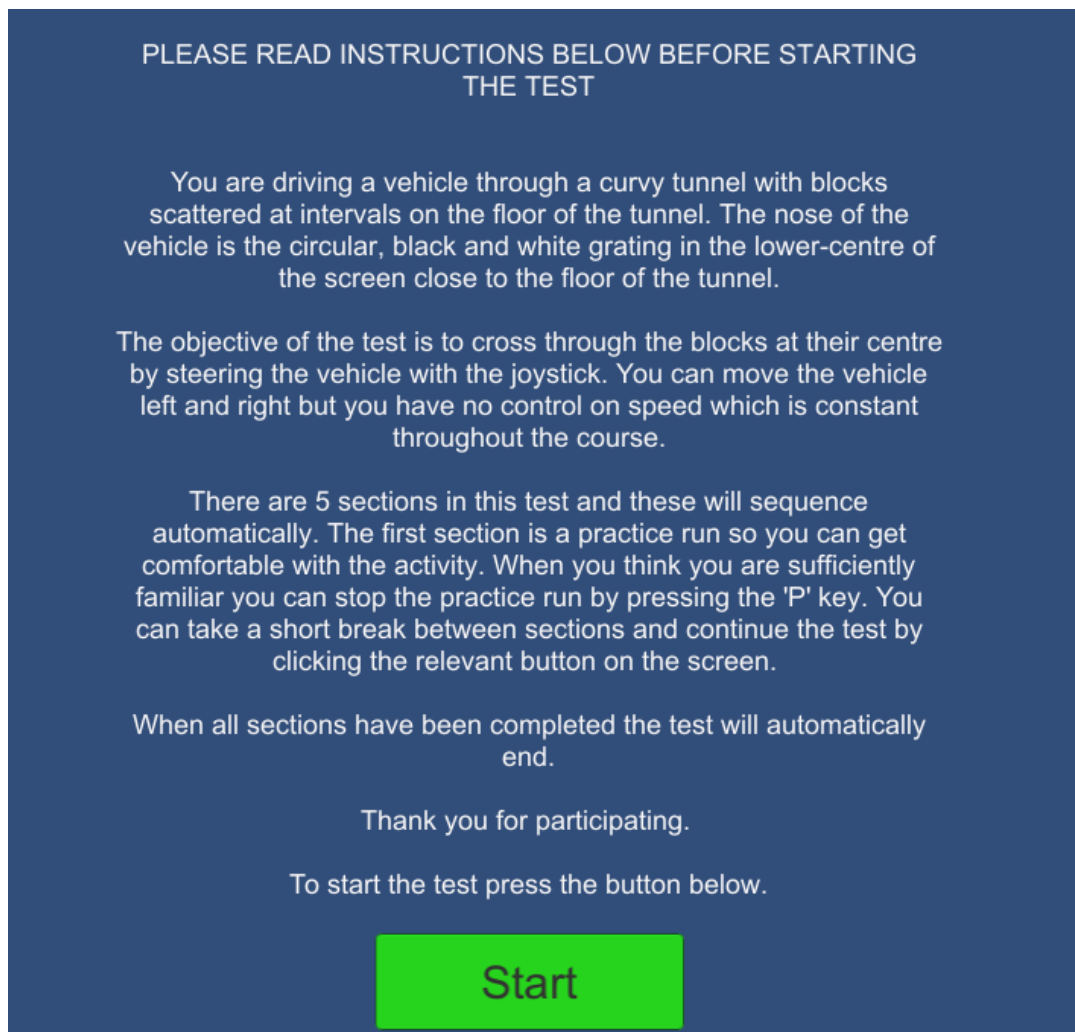 PLEASE READ INSTRUCTIONS BELOW BEFORE STARTING
THE TEST
You are driving a vehicle through a curvy tunnel with blocks
scattered at intervals on the floor of the tunnel. The nose of the
vehicle is the circular, black and white grating in the lower-centre of
the screen close to the floor of the tunnel.
The objective of the test is to cross through the blocks at their centre
by steering the vehicle with the joystick. You can move the vehicle
left and right but you have no control on speed which is constant
throughout the course.
There are 5 sections in this test and these will sequence
automatically. The first section is a practice run so you can get
comfortable with the activity. When you think you are sufficiently
familiar you can stop the practice run by pressing the 'P' key. You
can take a short break between sections and continue the test by
clicking the relevant button on the screen.
When all sections have been completed the test will automatically
end.
Thank you for participating.
To start the test press the button below.
Start